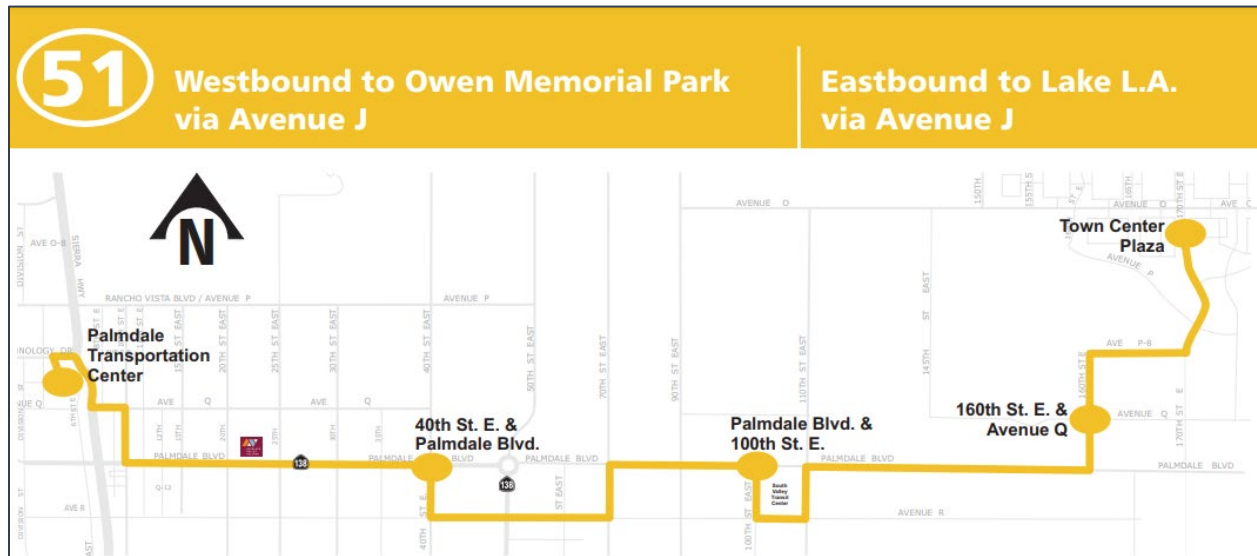 51
Westbound to Owen Memorial Park
via Avenue J
Eastbound to Lake L.A.
via Avenue J
N
DIVISION ST
AVE O-8
SIERRA HWY
RANCHO VISTA BLVD / AVENUE P
AVENUE P
AVENUE O
150TH
155TH S
170TH ST E
AVENUE O
Town Center
Plaza
AVENUE P
AVE P-8
Palmdale
Transportation
Center
20TH ST EAST
25TH ST EAST
30TH ST EAST
40TH ST EAST
50TH ST EAST
70TH ST EAST
90TH ST EAST
110TH ST EAST
145TH ST EAST
160TH ST E
AVE Q
AVE Q
40th St. E. &
Palmdale Blvd.
Palmdale Blvd. &
100th St. E.
160th St. E. &
Avenue Q
AVENUE Q
170TH ST E
PALMDALE BLVD
138
PALMDALE
BLVD
PALMDALE BLVD
PALMDALE BLVD
PALMDALE BLVD
138
South
Valley
Transit
Center
Q-12
AVE R
DIVISION ST
40TH ST E
ST EAST
100TH ST EAST
AVENUE R